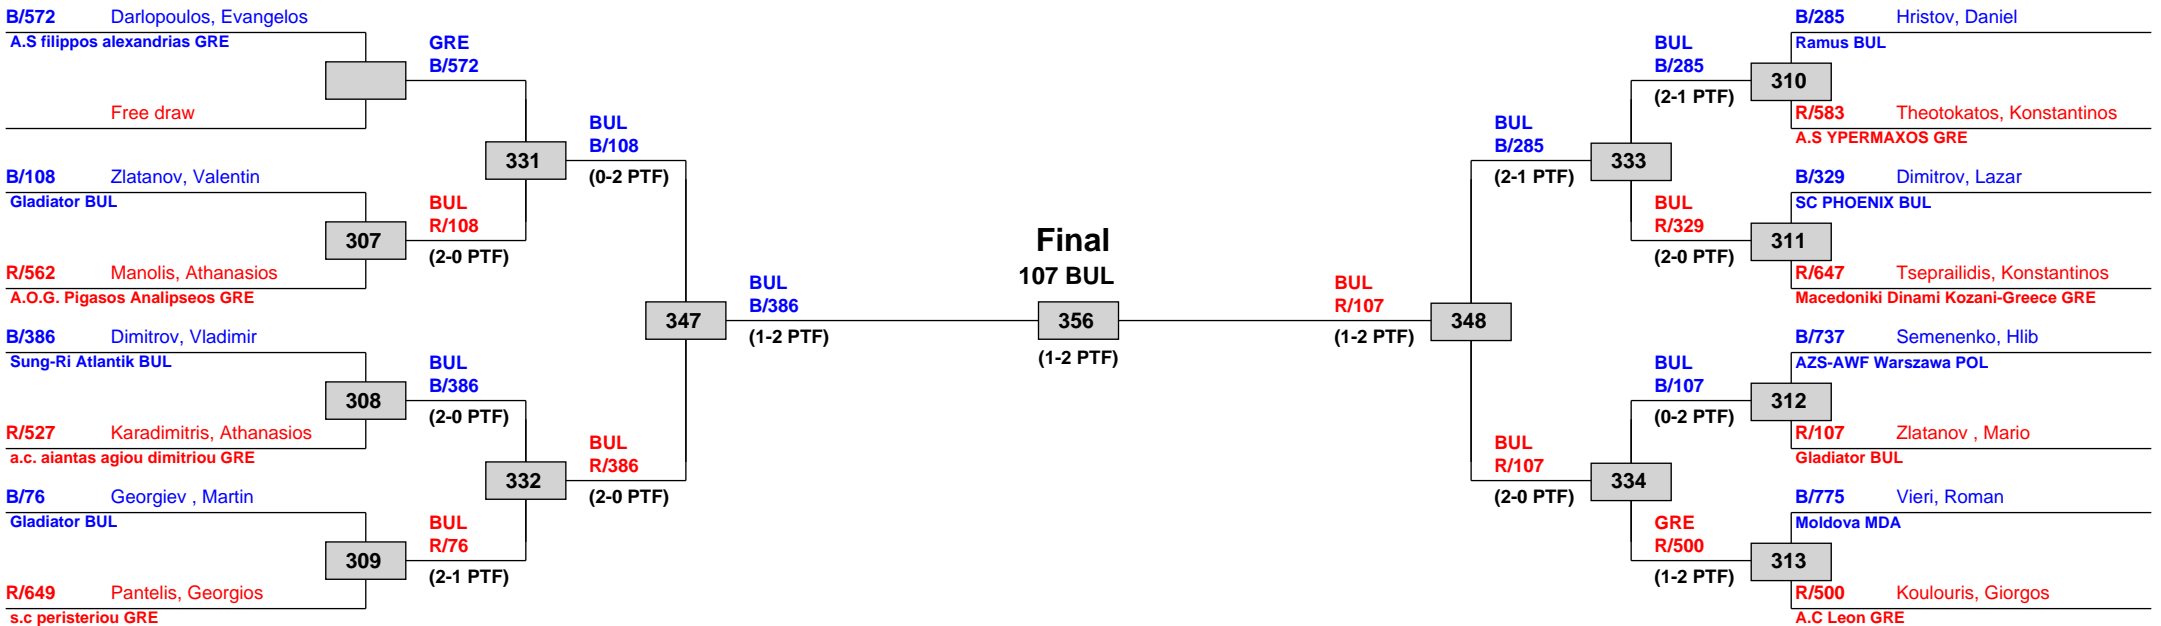 B/572 Darlopoulos, Evangelos
A.S filippos alexandrias GRE
Free draw
B/108 Zlatanov, Valentin
Gladiator BUL
R/562 Manolis, Athanasios
A.O.G. Pigasos Analipseos GRE
B/386 Dimitrov, Vladimir
Sung-Ri Atlantik BUL
R/527 Karadimitris, Athanasios
a.c. aiantas agiou dimitriou GRE
B/76 Georgiev , Martin
Gladiator BUL
R/649 Pantelis, Georgios
s.c peristeriou GRE
307
308
309
GRE
B/572
BUL
R/108
(2-0 PTF)
BUL
B/386
(2-0 PTF)
BUL
R/76
(2-1 PTF)
331
332
BUL
B/108
(0-2 PTF)
BUL
R/386
(2-0 PTF)
347
BUL
B/386
(1-2 PTF)
Final
107 BUL
356
(1-2 PTF)
BUL
R/107
(1-2 PTF)
348
BUL
B/285
(2-1 PTF)
BUL
R/107
(2-0 PTF)
333
334
BUL
B/285
(2-1 PTF)
BUL
R/329
(2-0 PTF)
BUL
B/107
(0-2 PTF)
GRE
R/500
(1-2 PTF)
310
311
312
313
B/285 Hristov, Daniel
Ramus BUL
R/583 Theotokatos, Konstantinos
A.S YPERMAXOS GRE
B/329 Dimitrov, Lazar
SC PHOENIX BUL
R/647 Tseprailidis, Konstantinos
Macedoniki Dinami Kozani-Greece GRE
B/737 Semenenko, Hlib
AZS-AWF Warszawa POL
R/107 Zlatanov , Mario
Gladiator BUL
B/775 Vieri, Roman
Moldova MDA
R/500 Koulouris, Giorgos
A.C Leon GRE